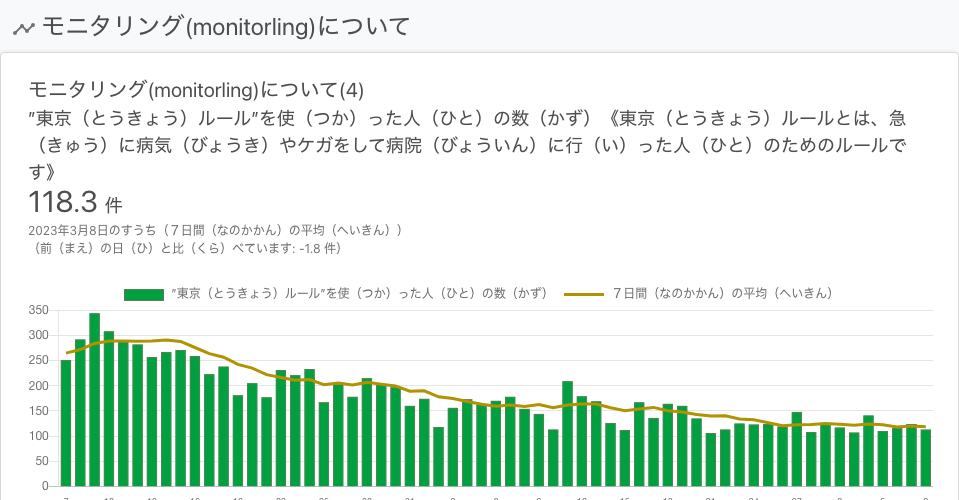 モニタリング(monitorling)について
モニタリング(monitorling)について(4)
”東京（とうきょう）ルール”を使（つか）った人（ひと）の数（かず）《東京（とうきょう）ルールとは、急
（きゅう）に病気（びょうき）やケガをして病院（びょういん）に行（い）った人（ひと）のためのルールで
す》
118.3 件
2023年3月8日のすうち（７日間（なのかかん）の平均（へいきん））
（前（まえ）の日（ひ）と比（くら）べています: -1.8 件）
”東京（とうきょう）ルール”を使（つか）った人（ひと）の数（かず）
７日間（なのかかん）の平均（へいきん）
350
300
250
200
150
100
50
0